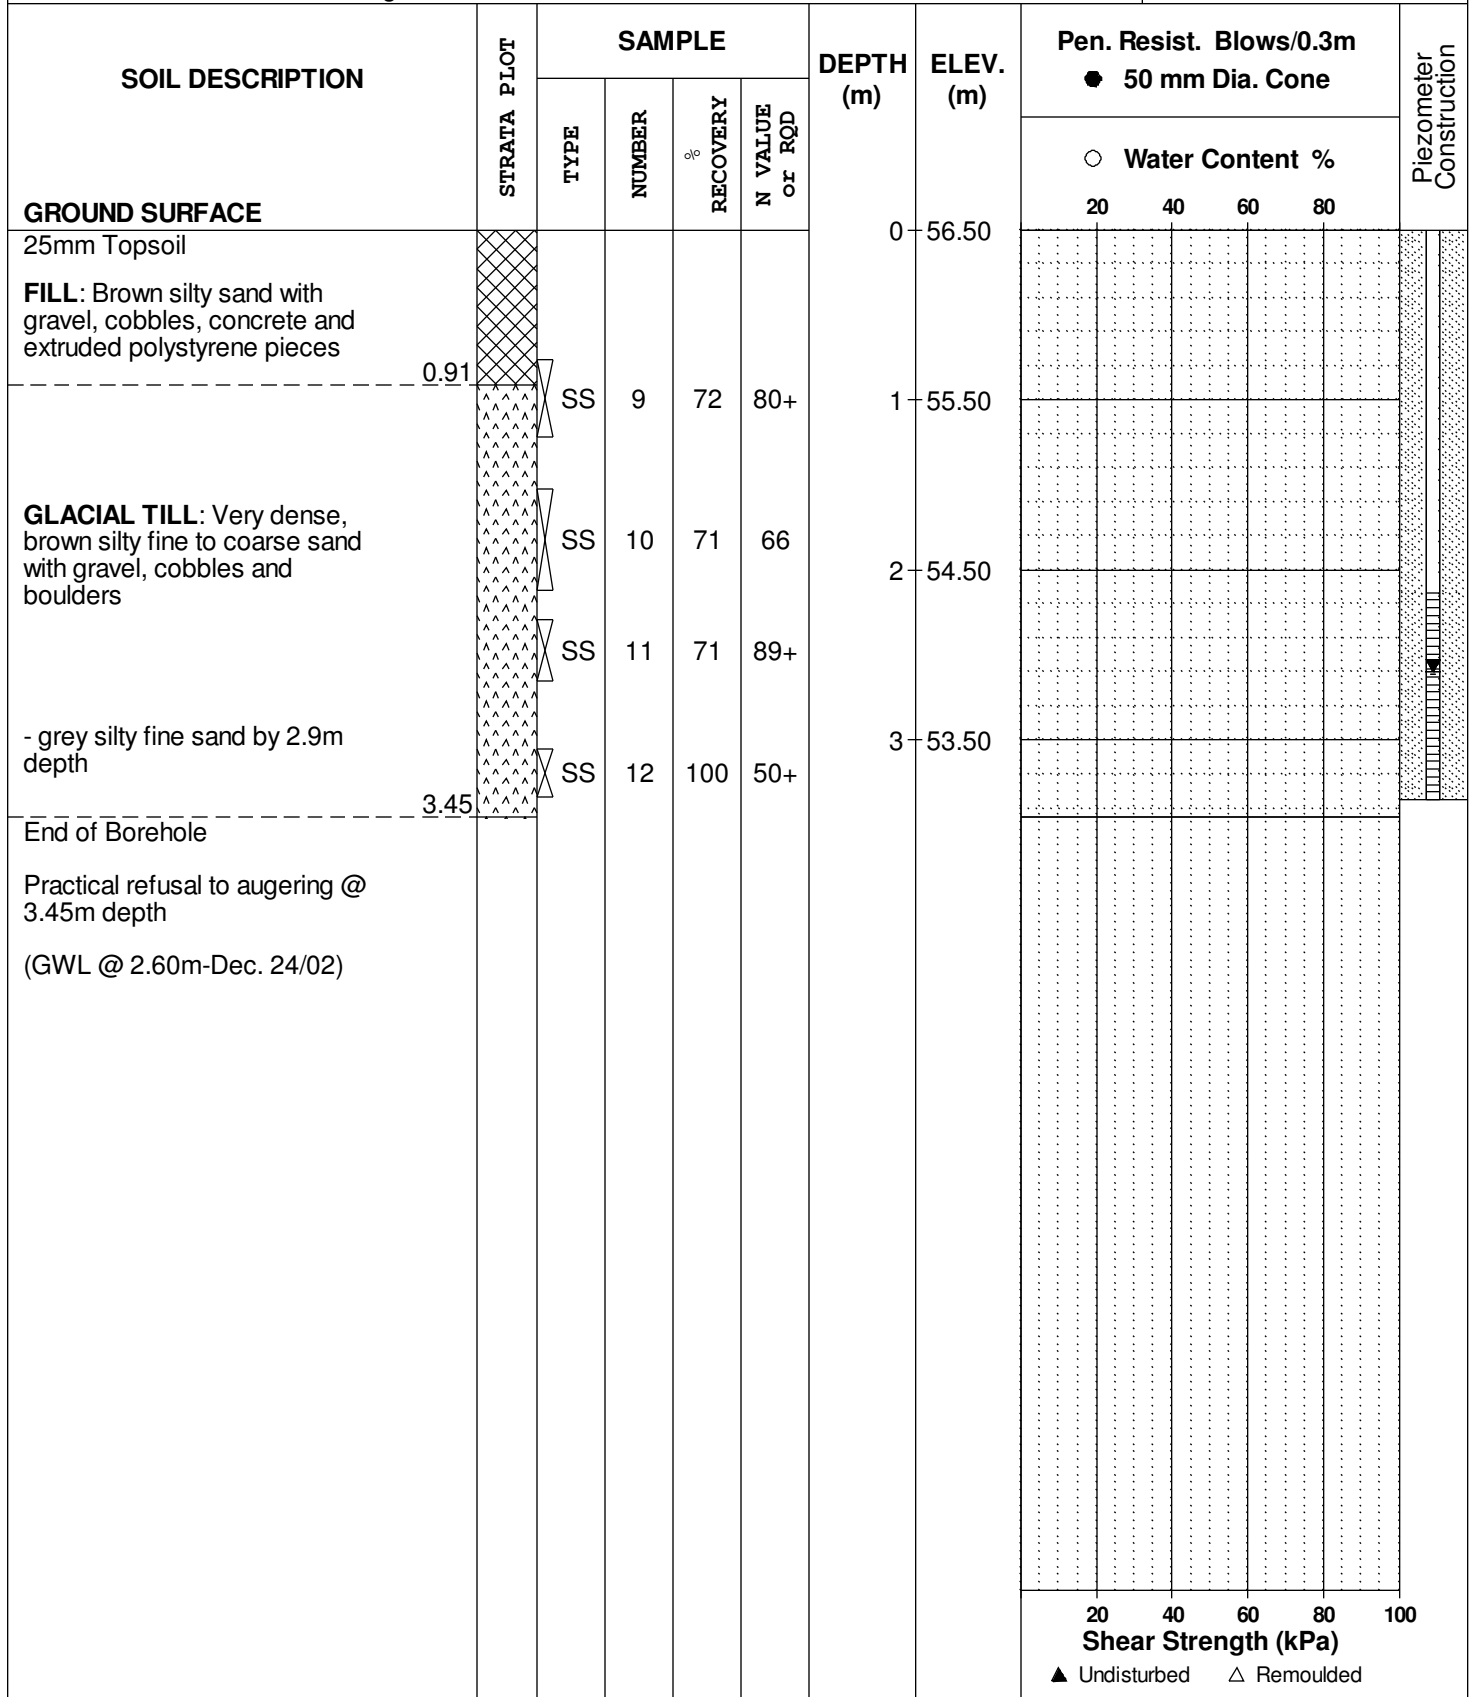 SOIL DESCRIPTION
GROUND SURFACE
STRATA PLOT
SAMPLE
TYPE
NUMBER
%
RECOVERY
N VALUE
or RQD
DEPTH
(m)
ELEV.
(m)
Pen. Resist. Blows/0.3m
● 50 mm Dia. Cone
○ Water Content %
20 40 60 80
Piezometer
Construction
0 56.50
25mm Topsoil
FILL: Brown silty sand with
gravel, cobbles, concrete and
extruded polystyrene pieces
0.91
SS 9 72 80+
1 55.50
GLACIAL TILL: Very dense,
brown silty fine to coarse sand
with gravel, cobbles and
boulders
SS 10 71 66
2 54.50
SS 11 71 89+
- grey silty fine sand by 2.9m
depth
3 53.50
SS 12 100 50+
3.45
End of Borehole
Practical refusal to augering @
3.45m depth
(GWL @ 2.60m-Dec. 24/02)
20 40 60 80 100
Shear Strength (kPa)
▲ Undisturbed △ Remoulded